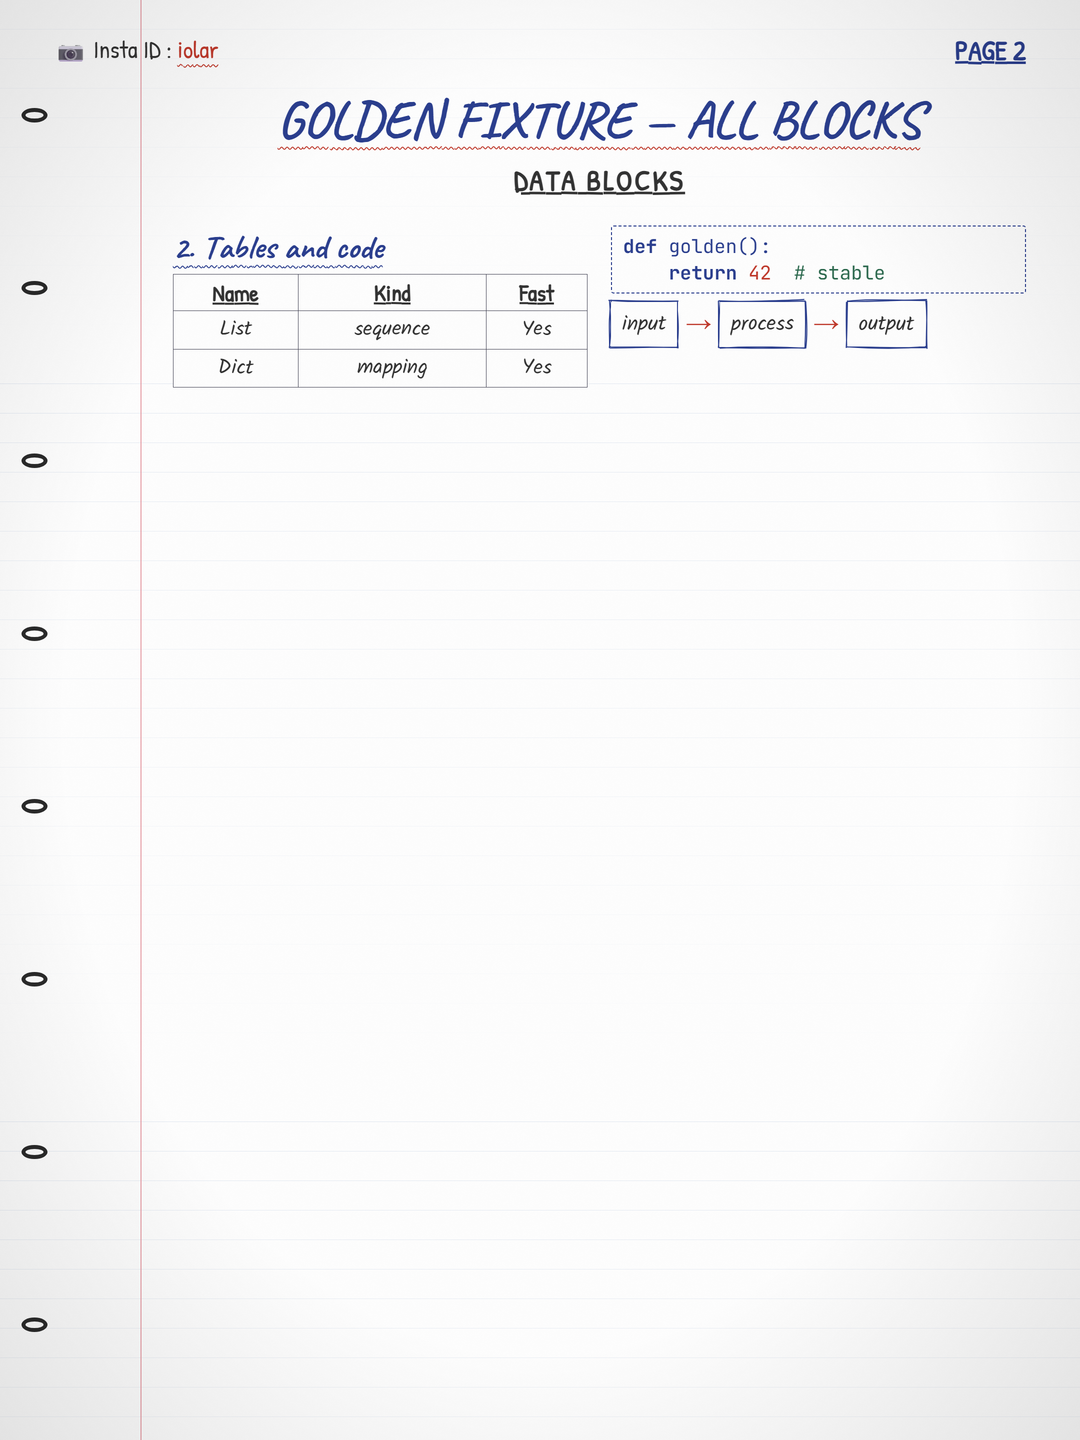 📷 Insta ID : iolar
PAGE 2
GOLDEN FIXTURE – ALL BLOCKS
DATA BLOCKS
2. Tables and code
Name Kind Fast
List sequence Yes
Dict mapping Yes
def golden():
    return 42  # stable
input → process → output